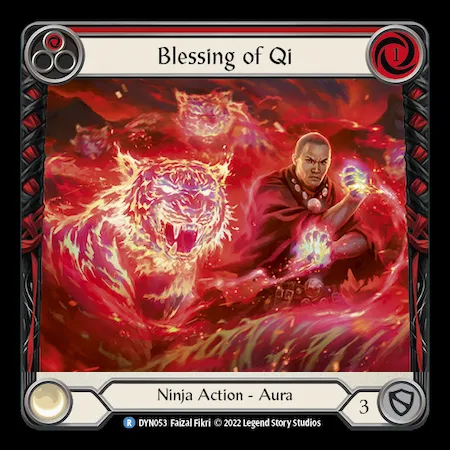 Blessing of Qi
1
Ninja Action - Aura
3
R DYN053 Faizal Fikri © 2022 Legend Story Studios